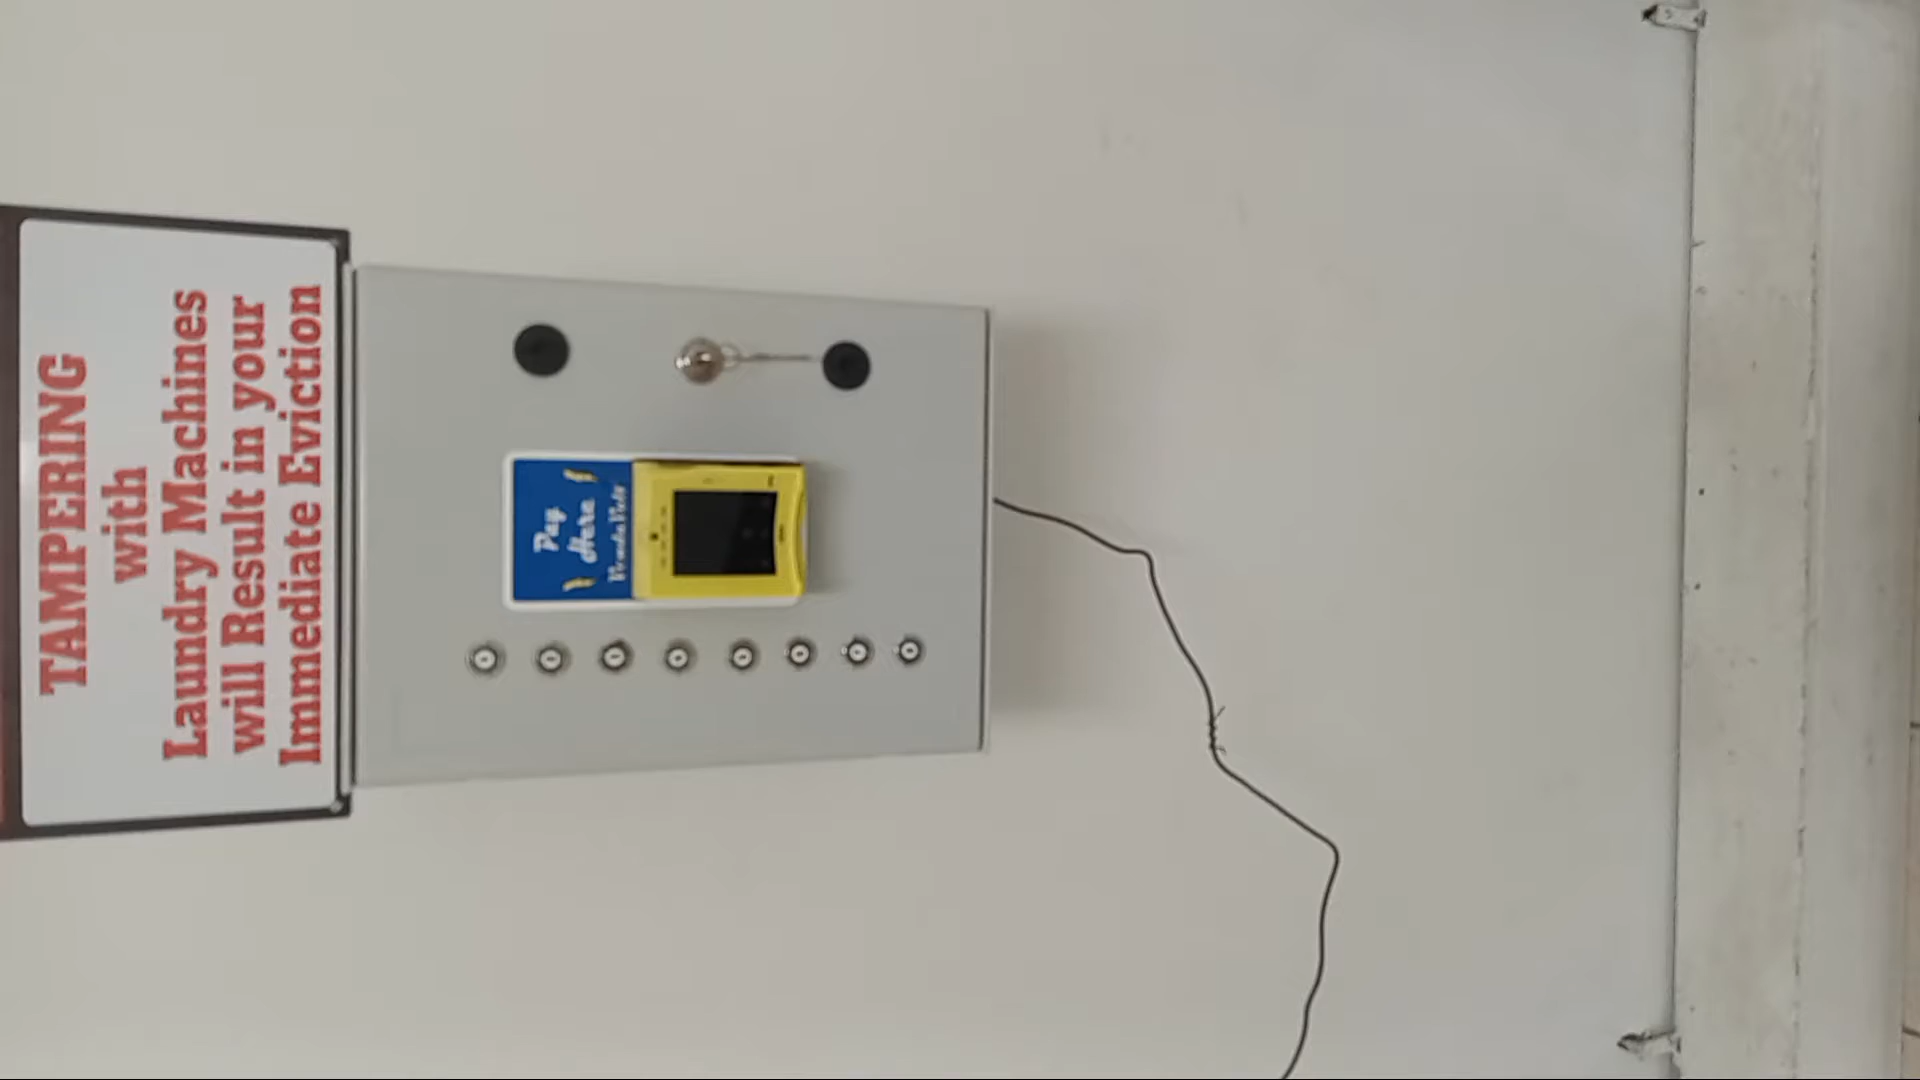 TAMPERING
with
Laundry Machines
will Result in your
Immediate Eviction
Pay
Here